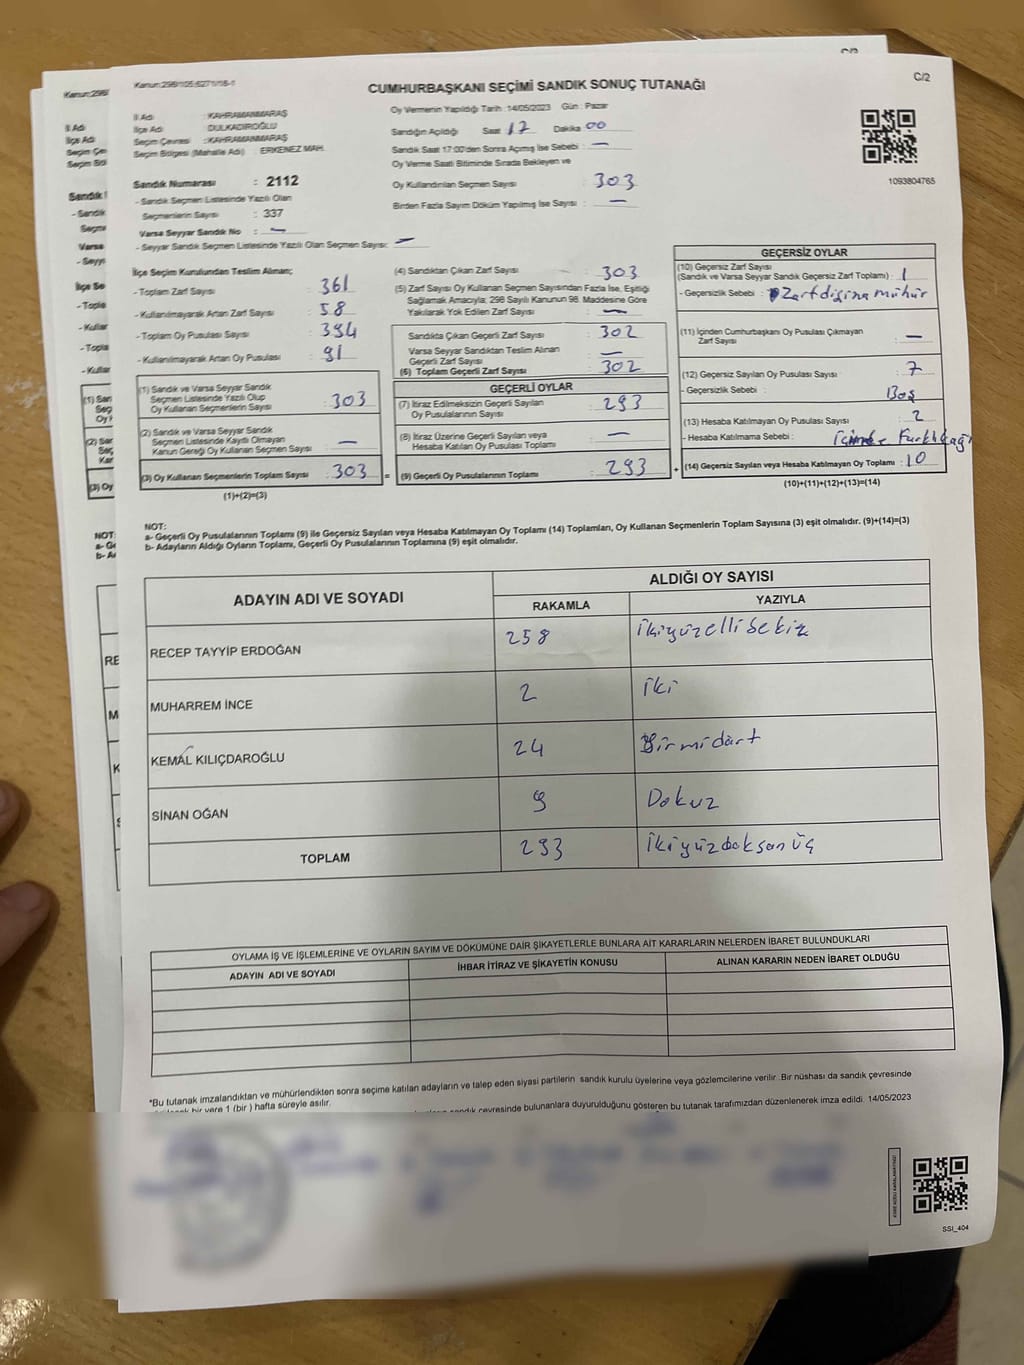 Kanun:298/105;6271/18-1
C/2
CUMHURBAŞKANI SEÇİMİ SANDIK SONUÇ TUTANAĞI
İl Adı : KAHRAMANMARAŞ
İlçe Adı : DULKADİROĞLU
Seçim Çevresi : KAHRAMANMARAŞ
Seçim Bölgesi (Mahalle Adı) : ERKENEZ MAH.
Sandık Numarası : 2112
- Sandık Seçmen Listesinde Yazılı Olan
Seçmenlerin Sayısı : 337
Varsa Seyyar Sandık No : —
- Seyyar Sandık Seçmen Listesinde Yazılı Olan Seçmen Sayısı: —
Oy Vermenin Yapıldığı Tarih :14/05/2023 Gün : Pazar
Sandığın Açıldığı Saat 17 Dakika 00
Sandık Saat 17:00'den Sonra Açılmış İse Sebebi : —
Oy Verme Saati Bitiminde Sırada Bekleyen ve
Oy Kullandırılan Seçmen Sayısı : 303
Birden Fazla Sayım Döküm Yapılmış İse Sayısı : —
1093804765
İlçe Seçim Kurulundan Teslim Alınan;
- Toplam Zarf Sayısı : 361
- Kullanılmayarak Artan Zarf Sayısı : 58
- Toplam Oy Pusulası : 394
- Kullanılmayarak Artan Oy Pusulası : 91
(1) Sandık ve Varsa Seyyar Sandık
Seçmen Listesinde Yazılı Olup
Oy Kullanan Seçmenlerin Sayısı : 303
(2) Sandık ve Varsa Seyyar Sandık
Seçmen Listesinde Kayıtlı Olmayan
Kanun Gereği Oy Kullanan Seçmen Sayısı : —
(3) Oy Kullanan Seçmenlerin Toplam Sayısı : 303
(1)+(2)=(3)
(4) Sandıktan Çıkan Zarf Sayısı : 303
(5) Zarf Sayısı Oy Kullanan Seçmen Sayısından Fazla İse, Eşitliği
Sağlamak Amacıyla; 298 Sayılı Kanunun 98. Maddesine Göre
Yakılarak Yok Edilen Zarf Sayısı : —
Sandıkta Çıkan Geçerli Zarf Sayısı : 302
Varsa Seyyar Sandıktan Teslim Alınan
Geçerli Zarf Sayısı : —
(6) Toplam Geçerli Zarf Sayısı : 302
GEÇERLİ OYLAR
(7) İtiraz Edilmeksizin Geçerli Sayılan
Oy Pusulalarının Sayısı : 293
(8) İtiraz Üzerine Geçerli Sayılan veya
Hesaba Katılan Oy Pusulası Toplamı : —
= (9) Geçerli Oy Pusulalarının Toplamı : 293
GEÇERSİZ OYLAR
(10) Geçersiz Zarf Sayısı
(Sandık ve Varsa Seyyar Sandık Geçersiz Zarf Toplamı) : 1
- Geçersizlik Sebebi : Zarf dışına mühür
(11) İçinden Cumhurbaşkanı Oy Pusulası Çıkmayan
Zarf Sayısı : —
(12) Geçersiz Sayılan Oy Pusulası Sayısı : 7
- Geçersizlik Sebebi : Boş
(13) Hesaba Katılmayan Oy Pusulası Sayısı : 2
- Hesaba Katılmama Sebebi :
+ (14) Geçersiz Sayılan veya Hesaba Katılmayan Oy Toplamı : 10
(10)+(11)+(12)+(13)=(14)
NOT:
a- Geçerli Oy Pusulalarının Toplamı (9) ile Geçersiz Sayılan veya Hesaba Katılmayan Oy Toplamı (14) Toplamları, Oy Kullanan Seçmenlerin Toplam Sayısına (3) eşit olmalıdır. (9)+(14)=(3)
b- Adayların Aldığı Oyların Toplamı, Geçerli Oy Pusulalarının Toplamına (9) eşit olmalıdır.
ADAYIN ADI VE SOYADI
ALDIĞI OY SAYISI
RAKAMLA YAZIYLA
RECEP TAYYİP ERDOĞAN 258 ikiyüzellisekiz
MUHARREM İNCE 2 iki
KEMAL KILIÇDAROĞLU 24 Yirmidört
SİNAN OĞAN 9 Dokuz
TOPLAM 293 ikiyüzdoksanüç
OYLAMA İŞ VE İŞLEMLERİNE VE OYLARIN SAYIM VE DÖKÜMÜNE DAİR ŞİKAYETLERLE BUNLARA AİT KARARLARIN NELERDEN İBARET BULUNDUKLARI
ADAYIN ADI VE SOYADI İHBAR İTİRAZ VE ŞİKAYETİN KONUSU ALINAN KARARIN NEDEN İBARET OLDUĞU
*Bu tutanak imzalandıktan ve mühürlendikten sonra seçime katılan adayların ve talep eden siyasi partilerin sandık kurulu üyelerine veya gözlemcilerine verilir. Bir nüshası da sandık çevresinde
bir yere 1 (bir ) hafta süreyle asılır.
sandık çevresinde bulunanlara duyurulduğunu gösteren bu tutanak tarafımızdan düzenlenerek imza edildi. 14/05/2023
SSI_404